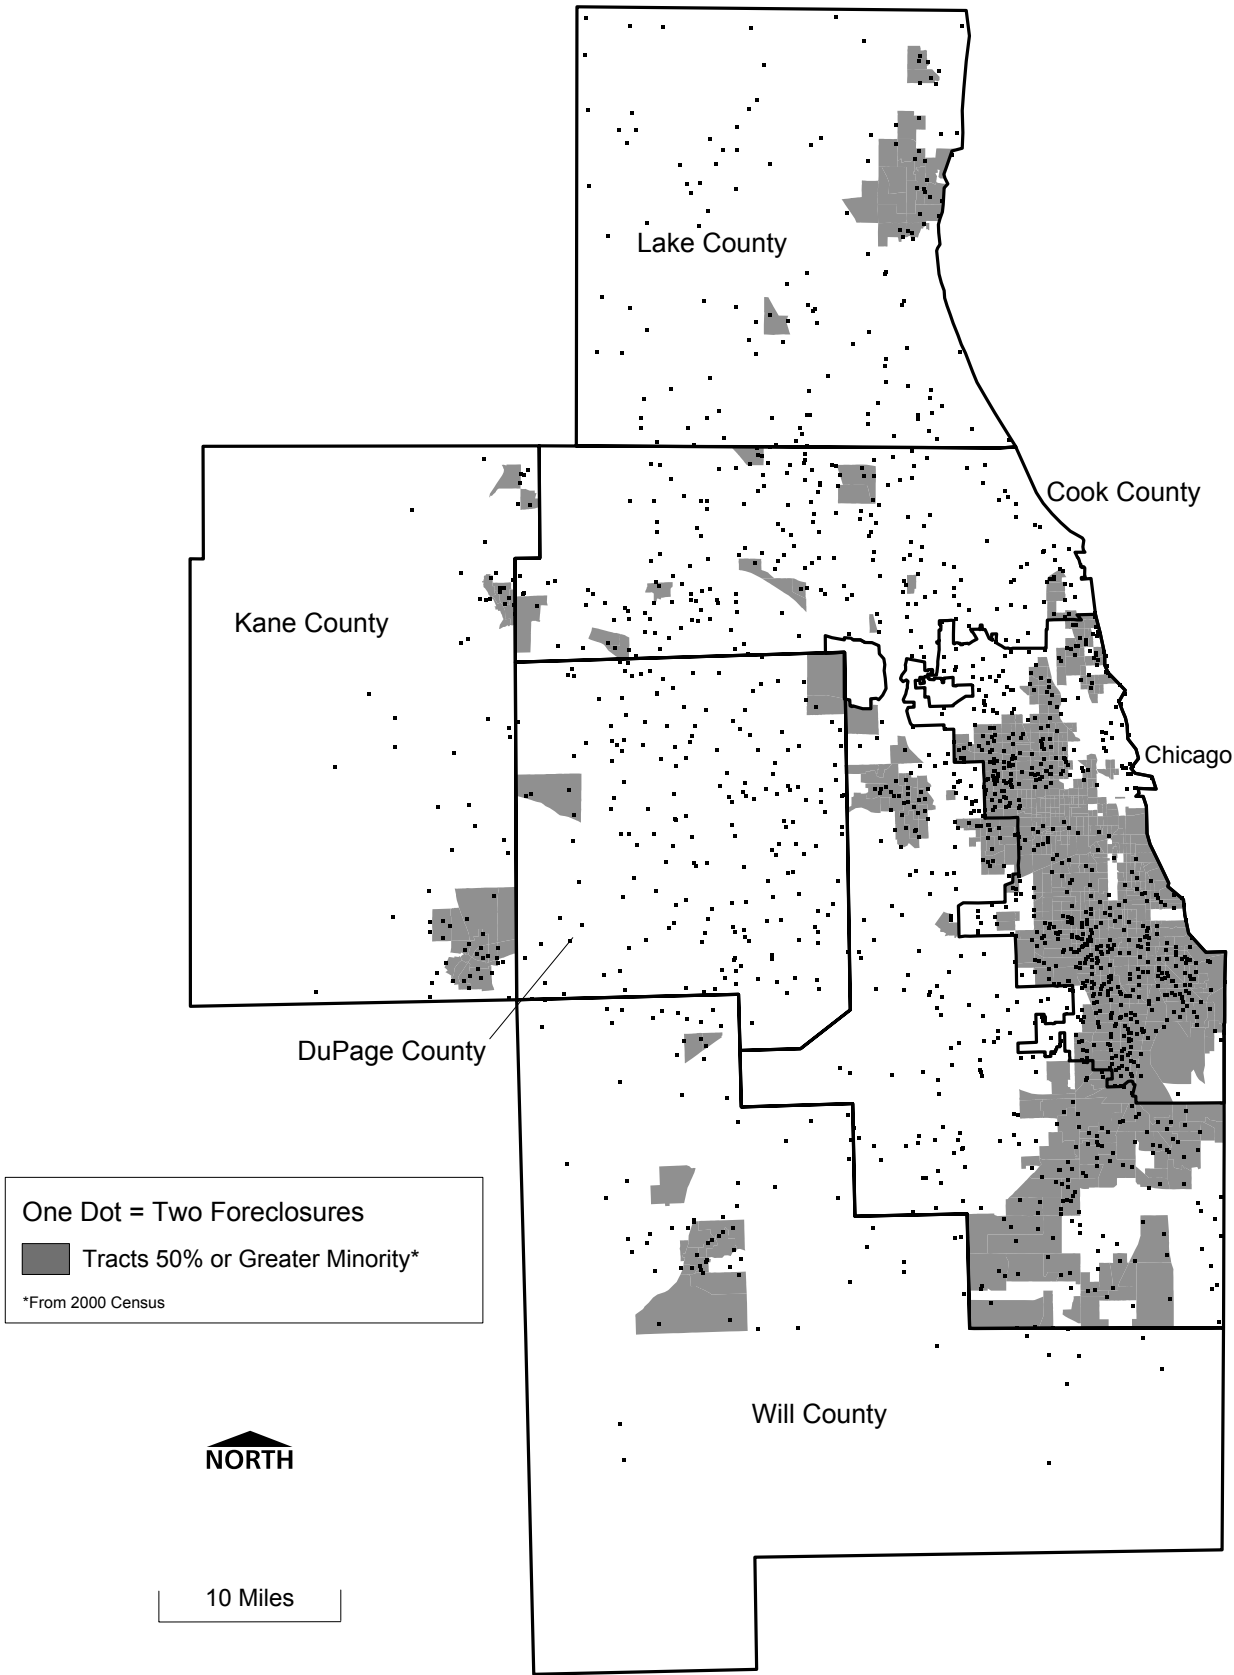 Lake County
Cook County
Kane County
Chicago
DuPage County
One Dot = Two Foreclosures
Tracts 50% or Greater Minority*
*From 2000 Census
Will County
NORTH
10 Miles